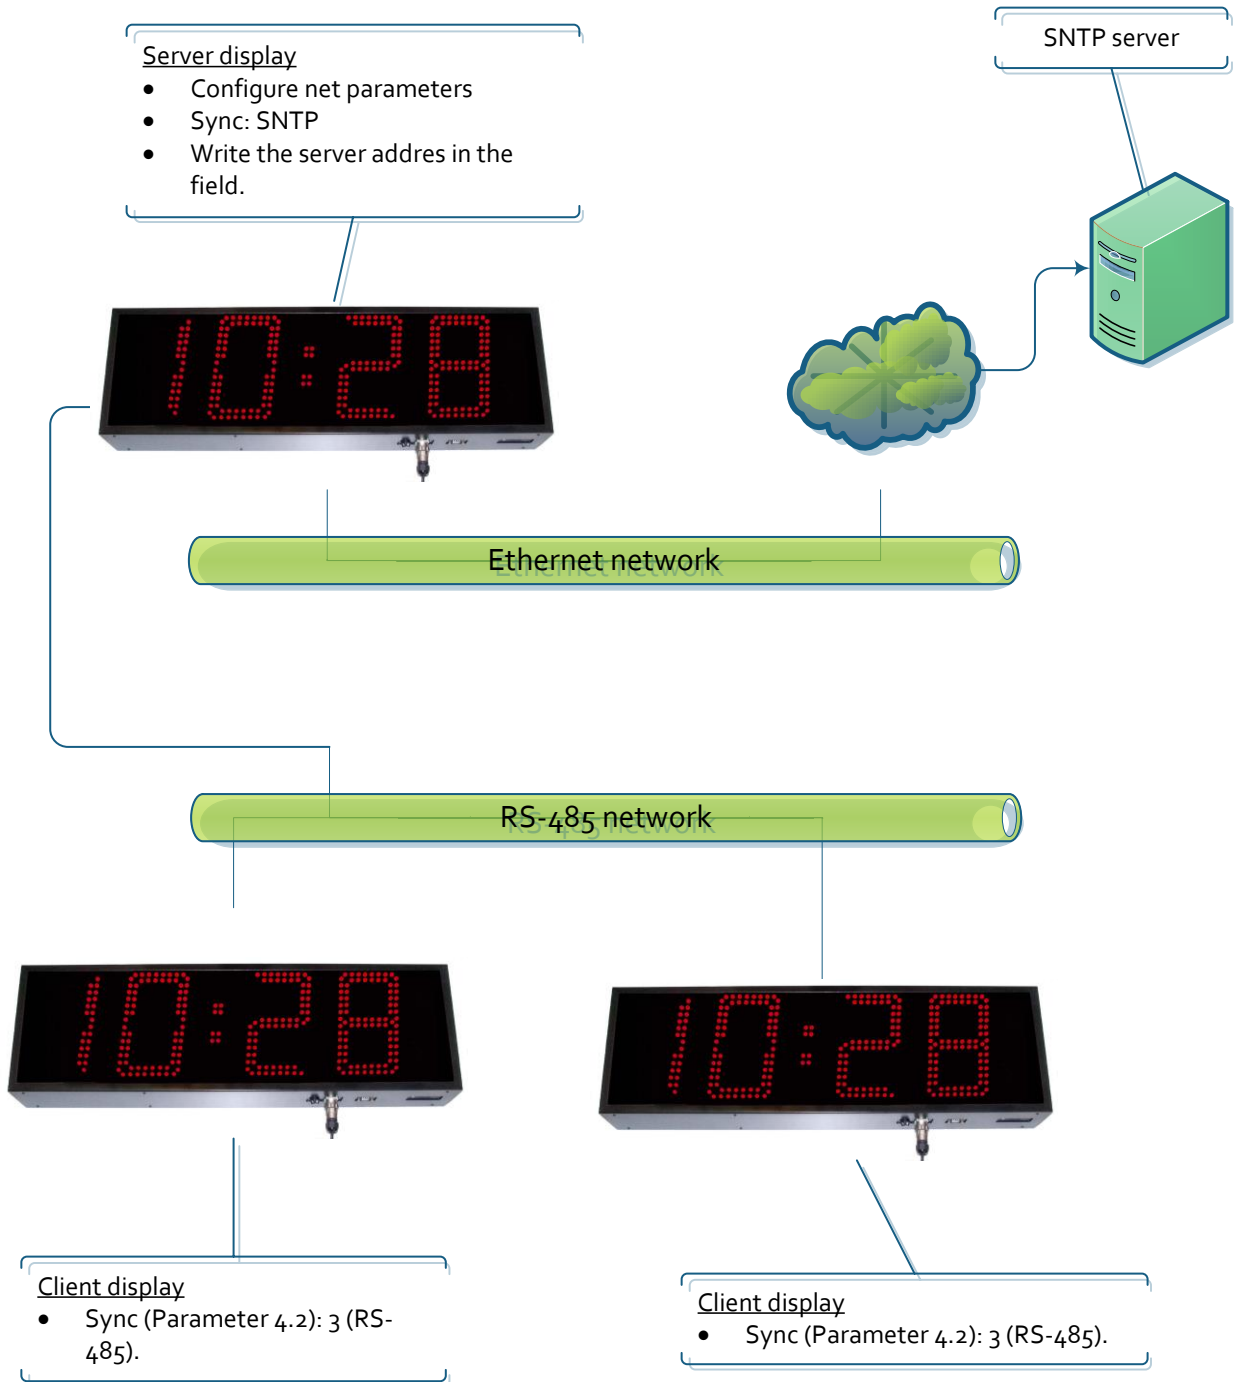 Server display
• Configure net parameters
• Sync: SNTP
• Write the server addres in the
field.
SNTP server
10:28
Ethernet network
RS-485 network
10:28
10:28
Client display
• Sync (Parameter 4.2): 3 (RS-
485).
Client display
• Sync (Parameter 4.2): 3 (RS-485).